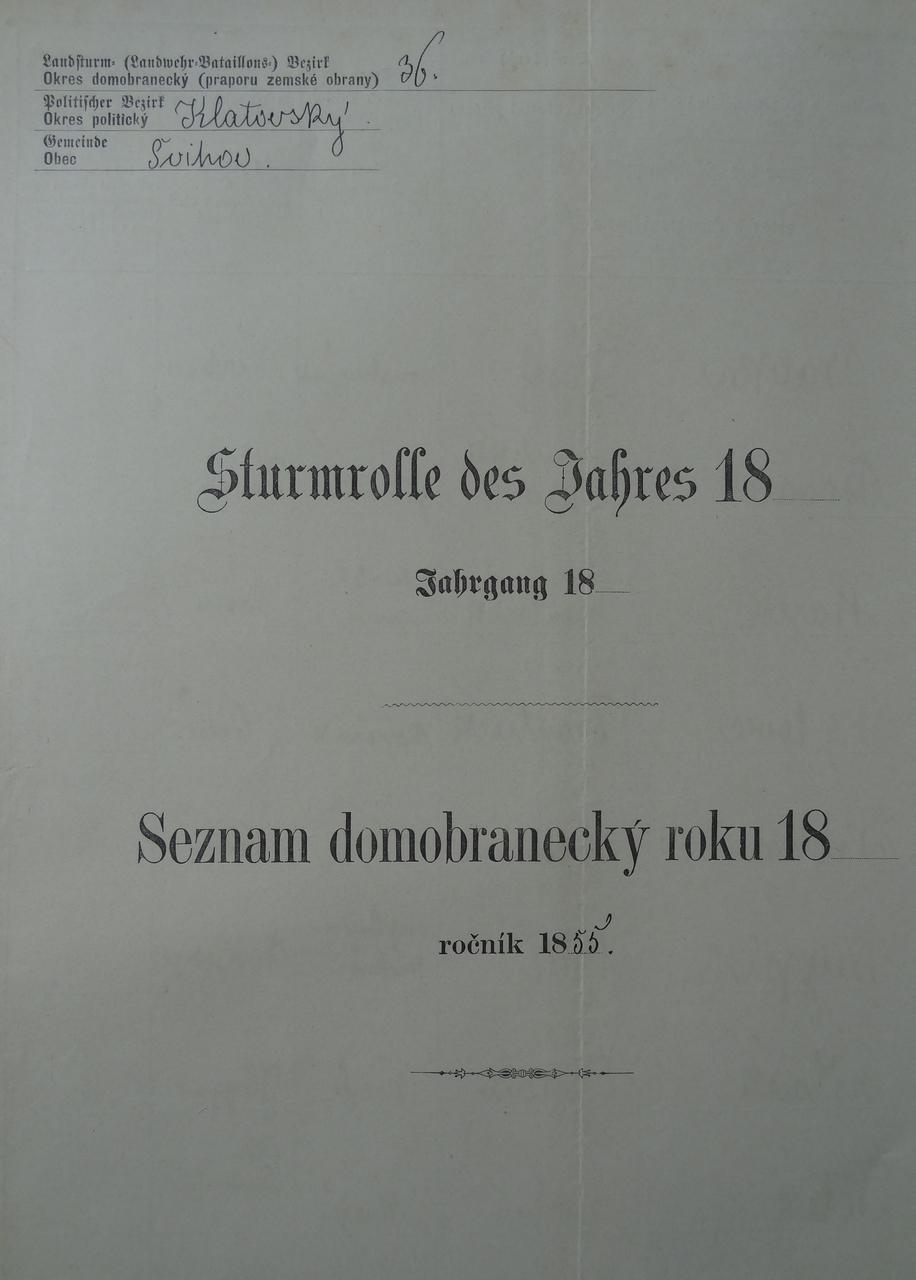 Landsturm- (Landwehr-Bataillons-) Bezirk
Okres domobranecký (praporu zemské obrany) 36.
Politischer Bezirk
Okres politický Klatovský.
Gemeinde
Obec Švihov.
Sturmrolle des Jahres 18
Jahrgang 18
Seznam domobranecký roku 18
ročník 1855.